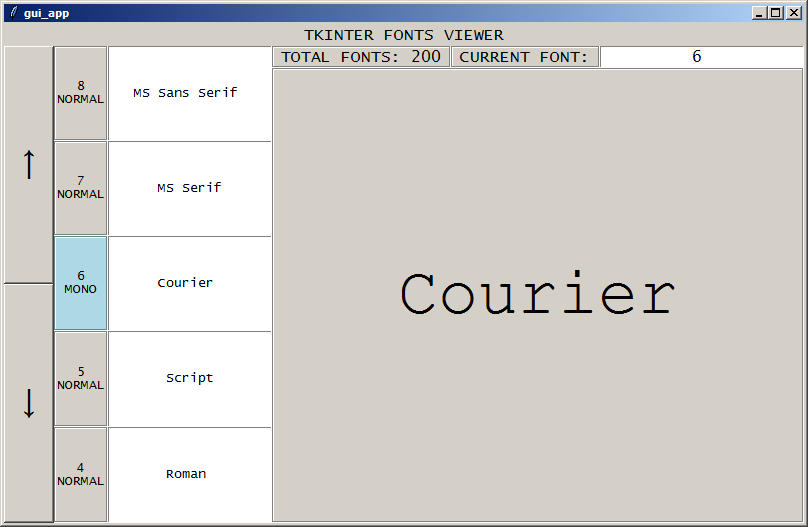 gui_app
TKINTER FONTS VIEWER
TOTAL FONTS: 200 CURRENT FONT: 6
↑
↓
8
NORMAL
MS Sans Serif
7
NORMAL
MS Serif
6
MONO
Courier
5
NORMAL
Script
4
NORMAL
Roman
Courier